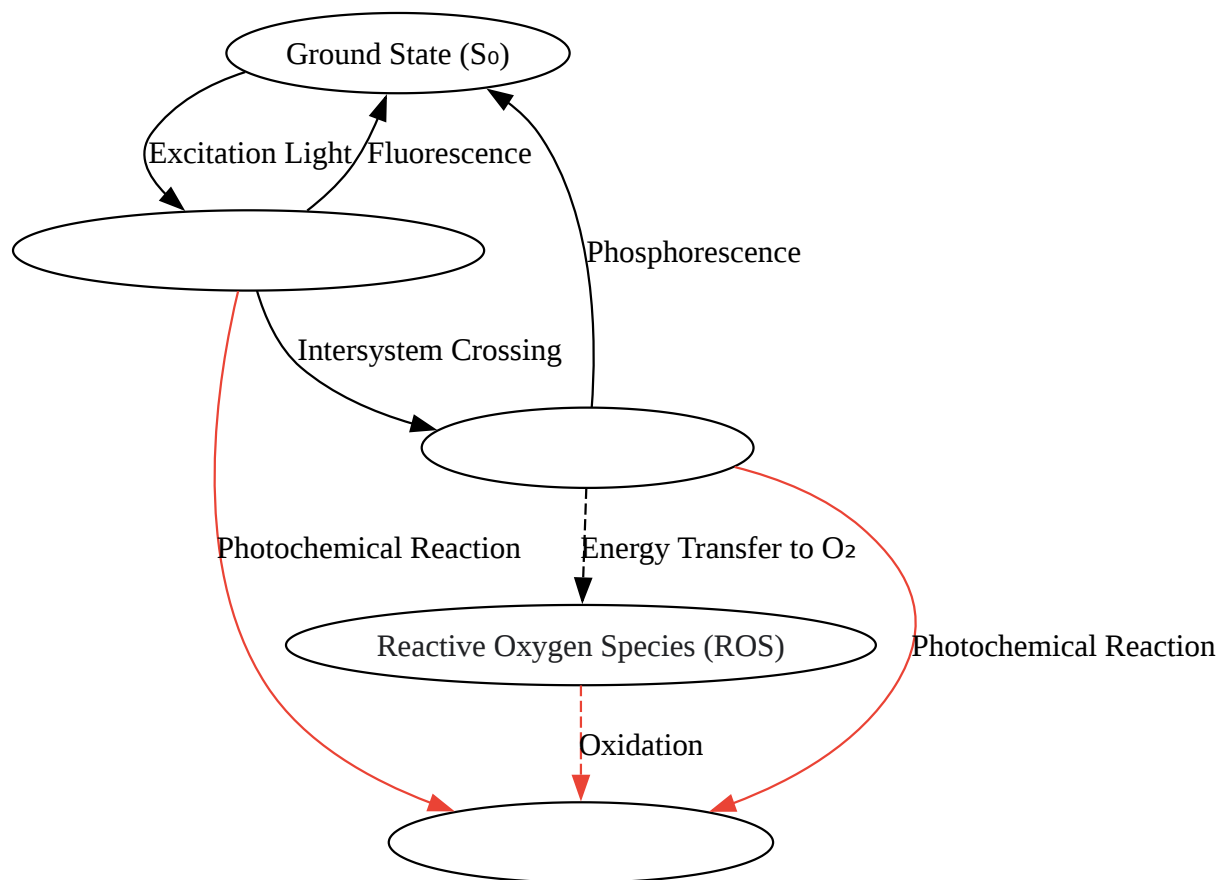 Ground State (S₀)
Excitation Light
Fluorescence
Phosphorescence
Intersystem Crossing
Photochemical Reaction
Energy Transfer to O₂
Reactive Oxygen Species (ROS)
Photochemical Reaction
Oxidation